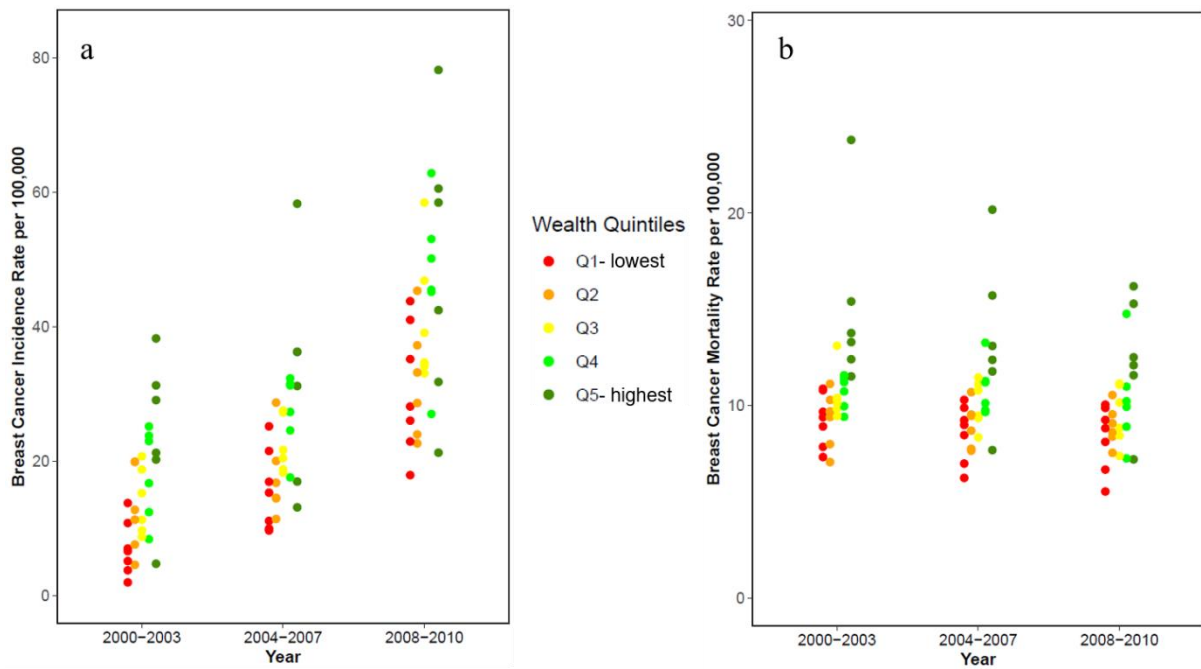 a
Breast Cancer Incidence Rate per 100,000
80
60
40
20
0
2000−2003
2004−2007
2008−2010
Year
Wealth Quintiles
Q1- lowest
Q2
Q3
Q4
Q5- highest
b
Breast Cancer Mortality Rate per 100,000
30
20
10
0
2000−2003
2004−2007
2008−2010
Year